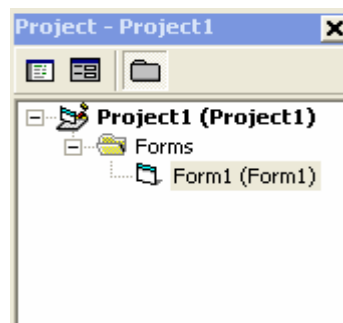 Project - Project1
Project1 (Project1)
Forms
Form1 (Form1)